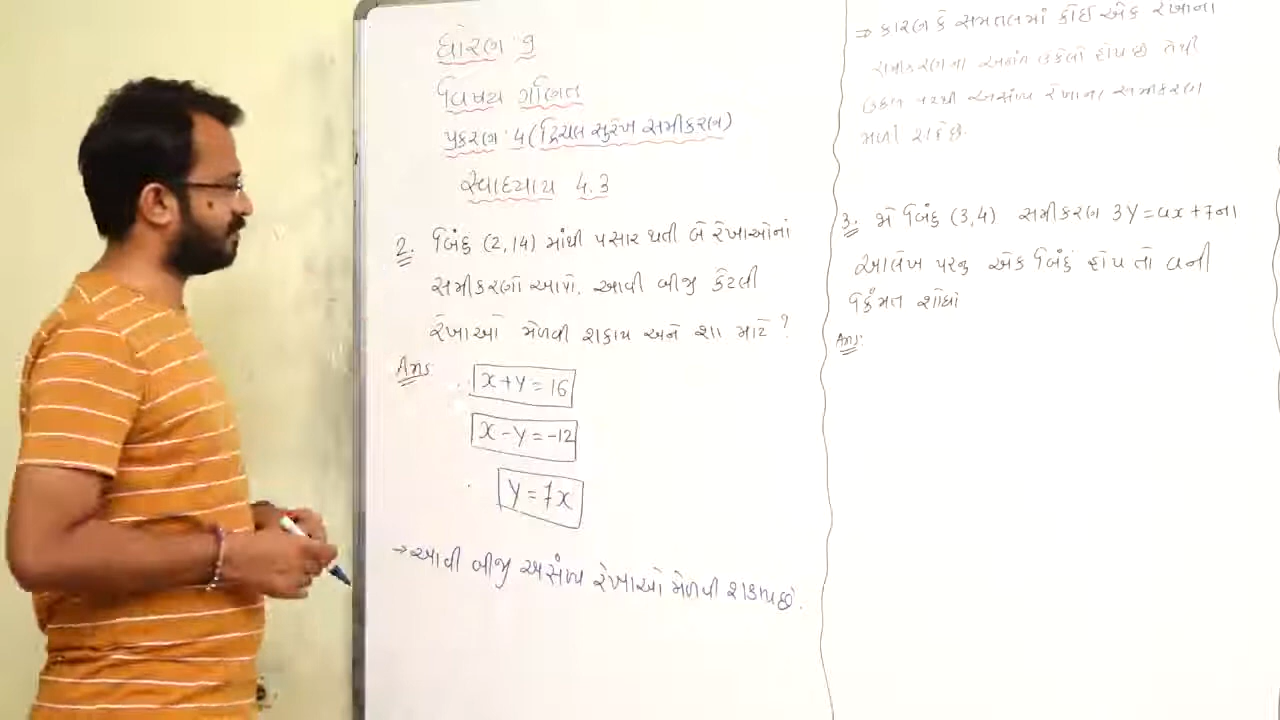 ધોરણ : ૭
વિષય ગણિત
પ્રકરણ : 4 (દ્વિચલ સુરેખ સમીકરણ)
સ્વાધ્યાય 4.3
2. બિંદુ (2,14) માંથી પસાર થતી બે રેખાઓનાં
સમીકરણો આપો. આવી બીજી કેટલી
રેખાઓ મેળવી શકાય અને શા માટે ?
Ans
x+y = 16
x-y = -12
y = 7x
→ આવી બીજી અસંખ્ય રેખાઓ મેળવી શકાય છે.
⇒ કારણ કે સમતલમાં કોઈ એક રેખાના
સમીકરણના અનંત ઉકેલો હોય છે તેથી
ઉકેલ પરથી અસંખ્ય રેખાના સમીકરણ
મળી શકે છે.
3. જો બિંદુ (3,4) સમીકરણ 3y=ax+7ના
આલેખ પરનું એક બિંદુ હોય તો aની
કિંમત શોધો
Ans: